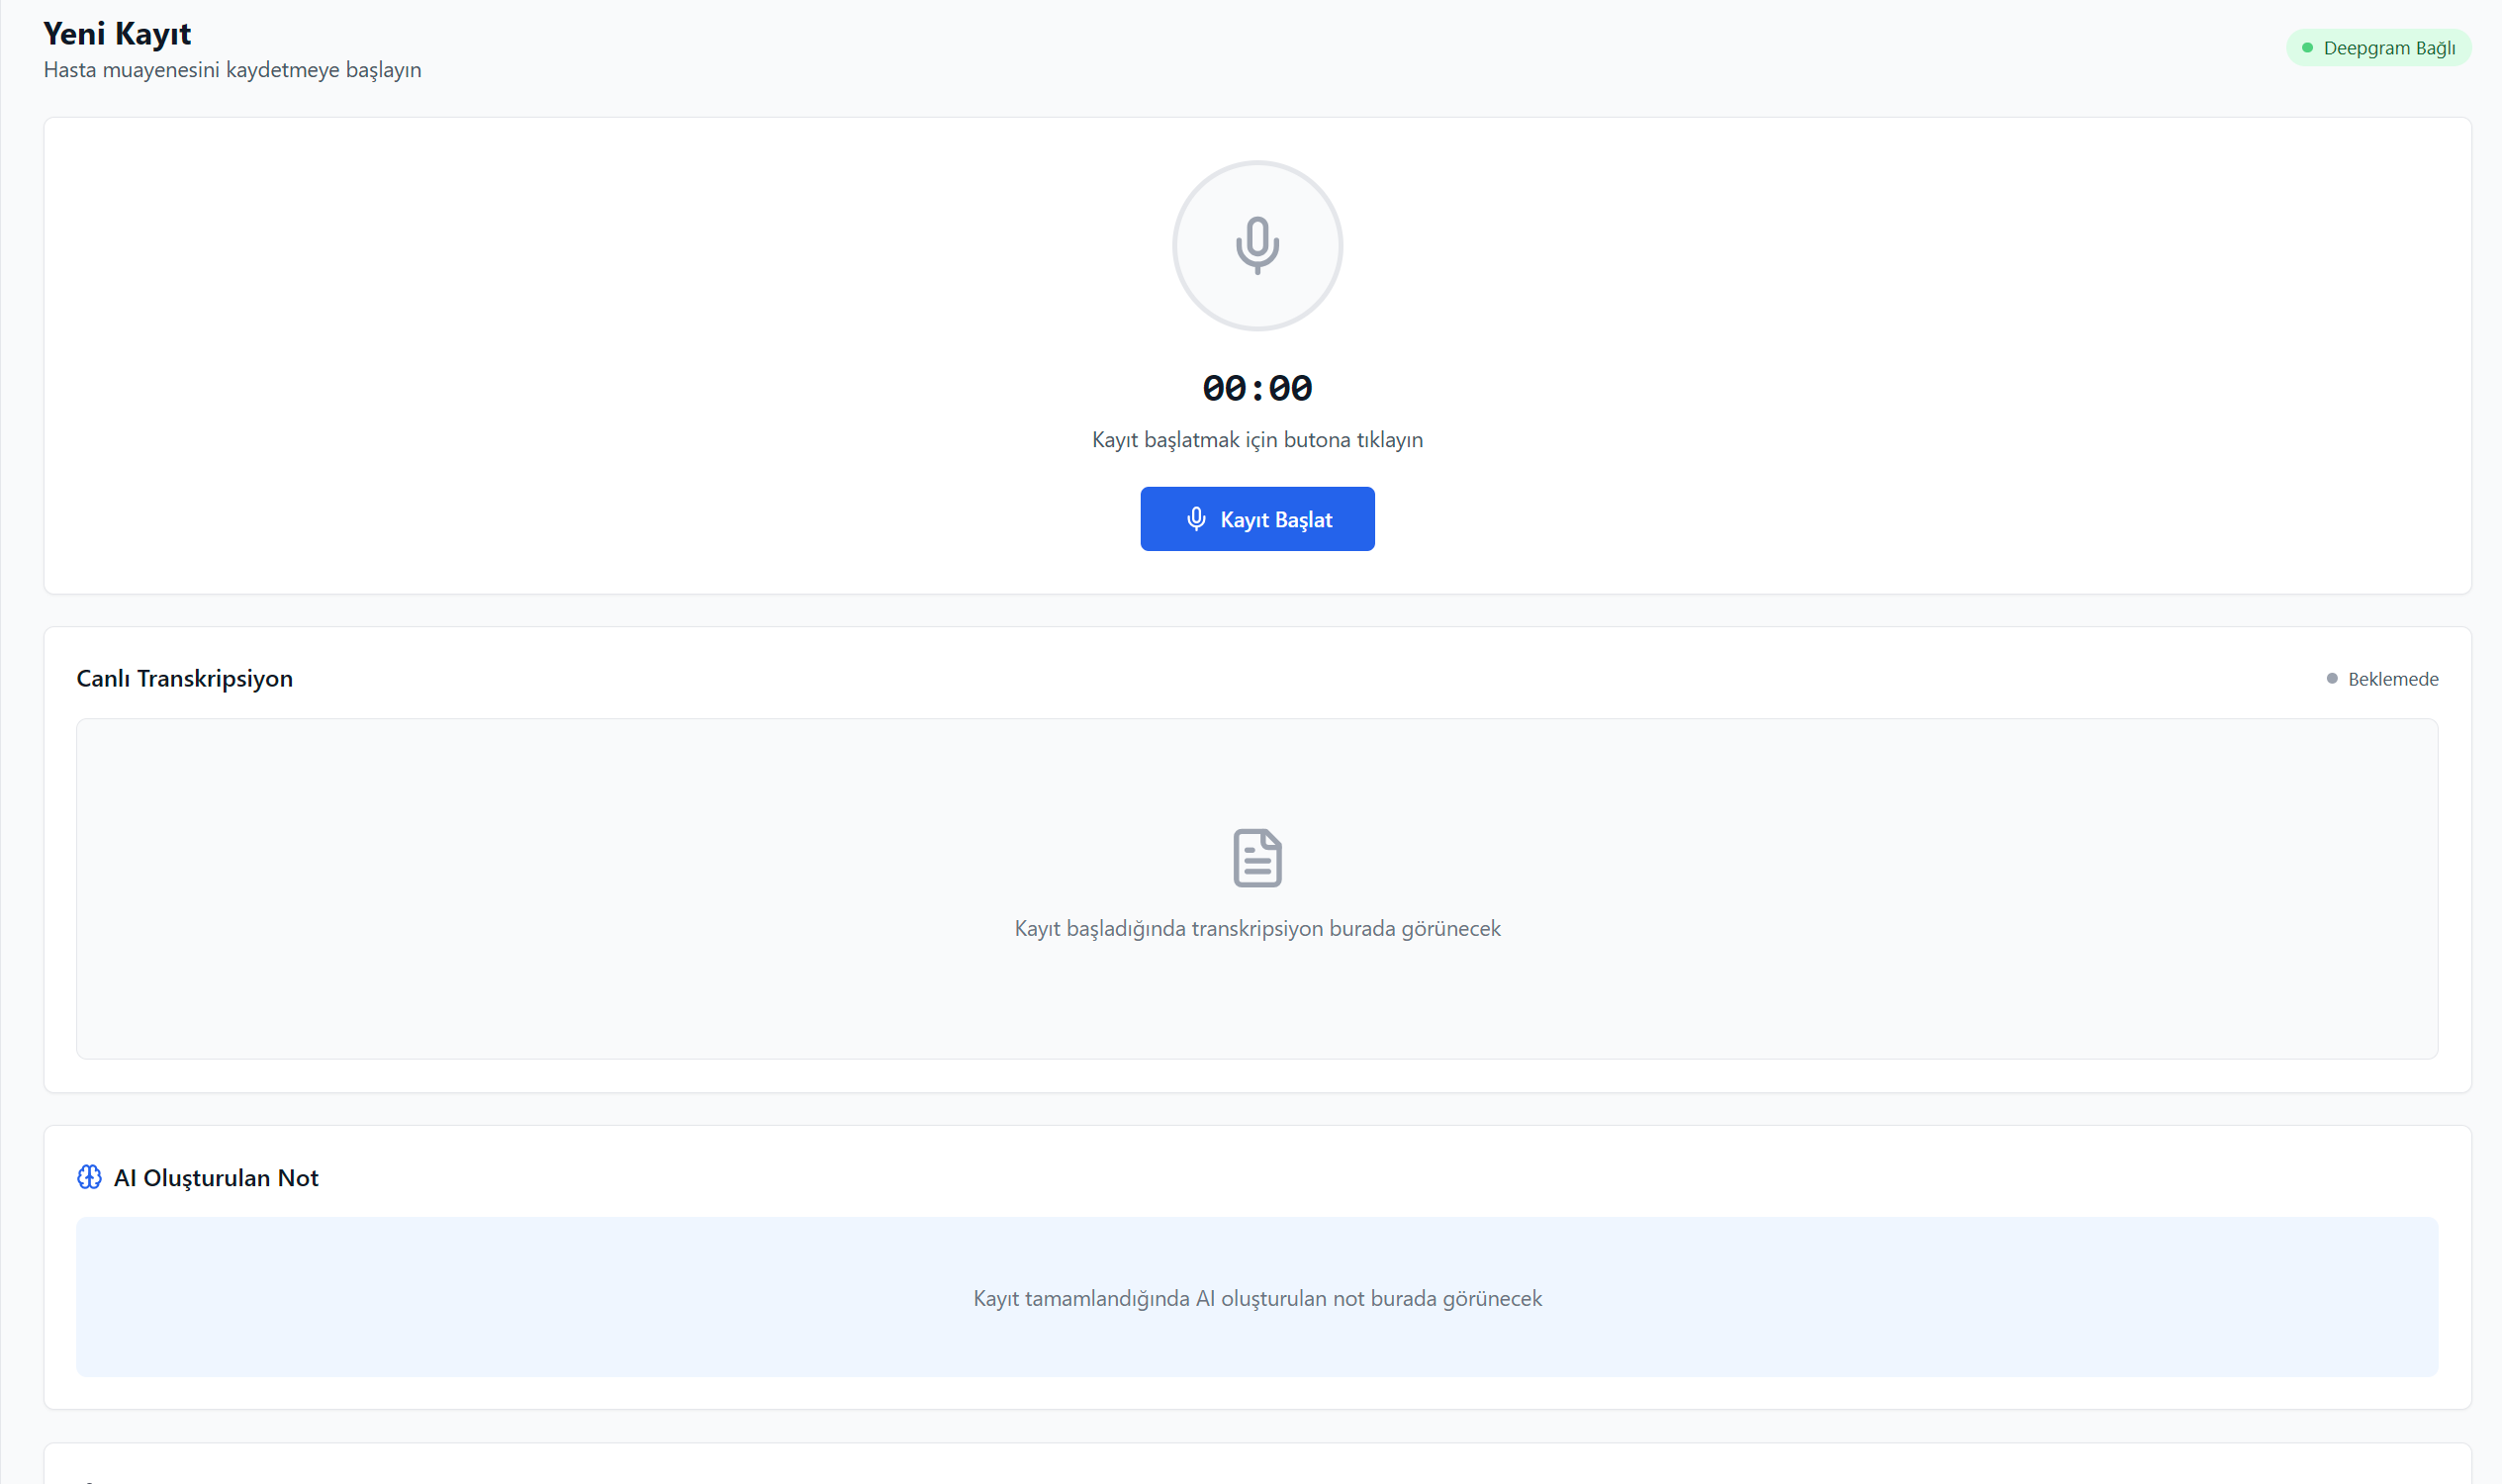 Yeni Kayıt
Hasta muayenesini kaydetmeye başlayın
Deepgram Bağlı
00:00
Kayıt başlatmak için butona tıklayın
Kayıt Başlat
Canlı Transkripsiyon
Beklemede
Kayıt başladığında transkripsiyon burada görünecek
AI Oluşturulan Not
Kayıt tamamlandığında AI oluşturulan not burada görünecek